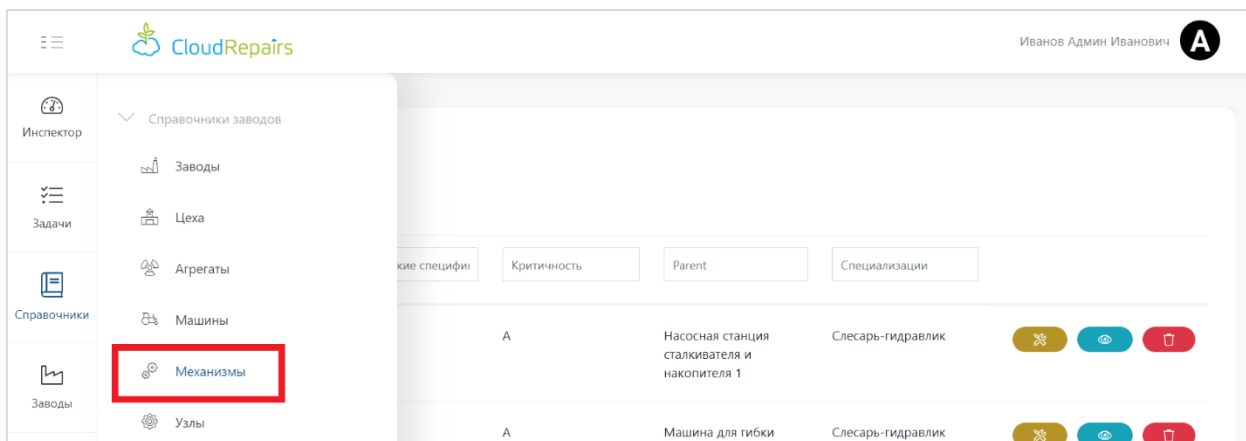 CloudRepairs
Иванов Админ Иванович
A
Инспектор
Задачи
Справочники
Заводы
Справочники заводов
Заводы
Цеха
Агрегаты
Машины
Механизмы
Узлы
кие специфи
Критичность
Parent
Специализации
A
Насосная станция
сталкивателя и
накопителя 1
Слесарь-гидравлик
A
Машина для гибки
Слесарь-гидравлик